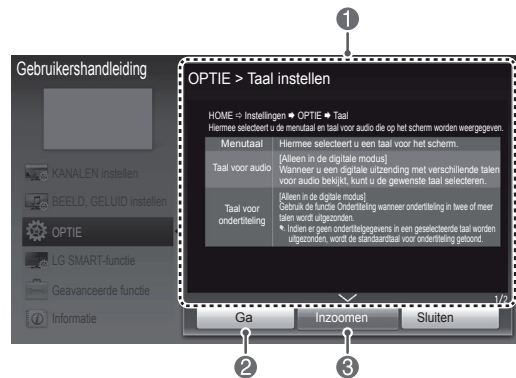 1
Gebruikershandleiding
KANALEN instellen
BEELD, GELUID instellen
OPTIE
LG SMART-functie
Geavanceerde functie
Informatie
OPTIE > Taal instellen
HOME ⇨ Instellingen ➡ OPTIE ➡ Taal
Hiermee selecteert u de menutaal en taal voor audio die op het scherm worden weergegeven.
Menutaal Hiermee selecteert u een taal voor het scherm.
Taal voor audio
[Alleen in de digitale modus]
Wanneer u een digitale uitzending met verschillende talen
voor audio bekijkt, kunt u de gewenste taal selecteren.
Taal voor
ondertiteling
[Alleen in de digitale modus]
Gebruik de functie Ondertiteling wanneer ondertiteling in twee of meer
talen wordt uitgezonden.
Indien er geen ondertitelgegevens in een geselecteerde taal worden
uitgezonden, wordt de standaardtaal voor ondertiteling getoond.
1/2
Ga Inzoomen Sluiten
2 3